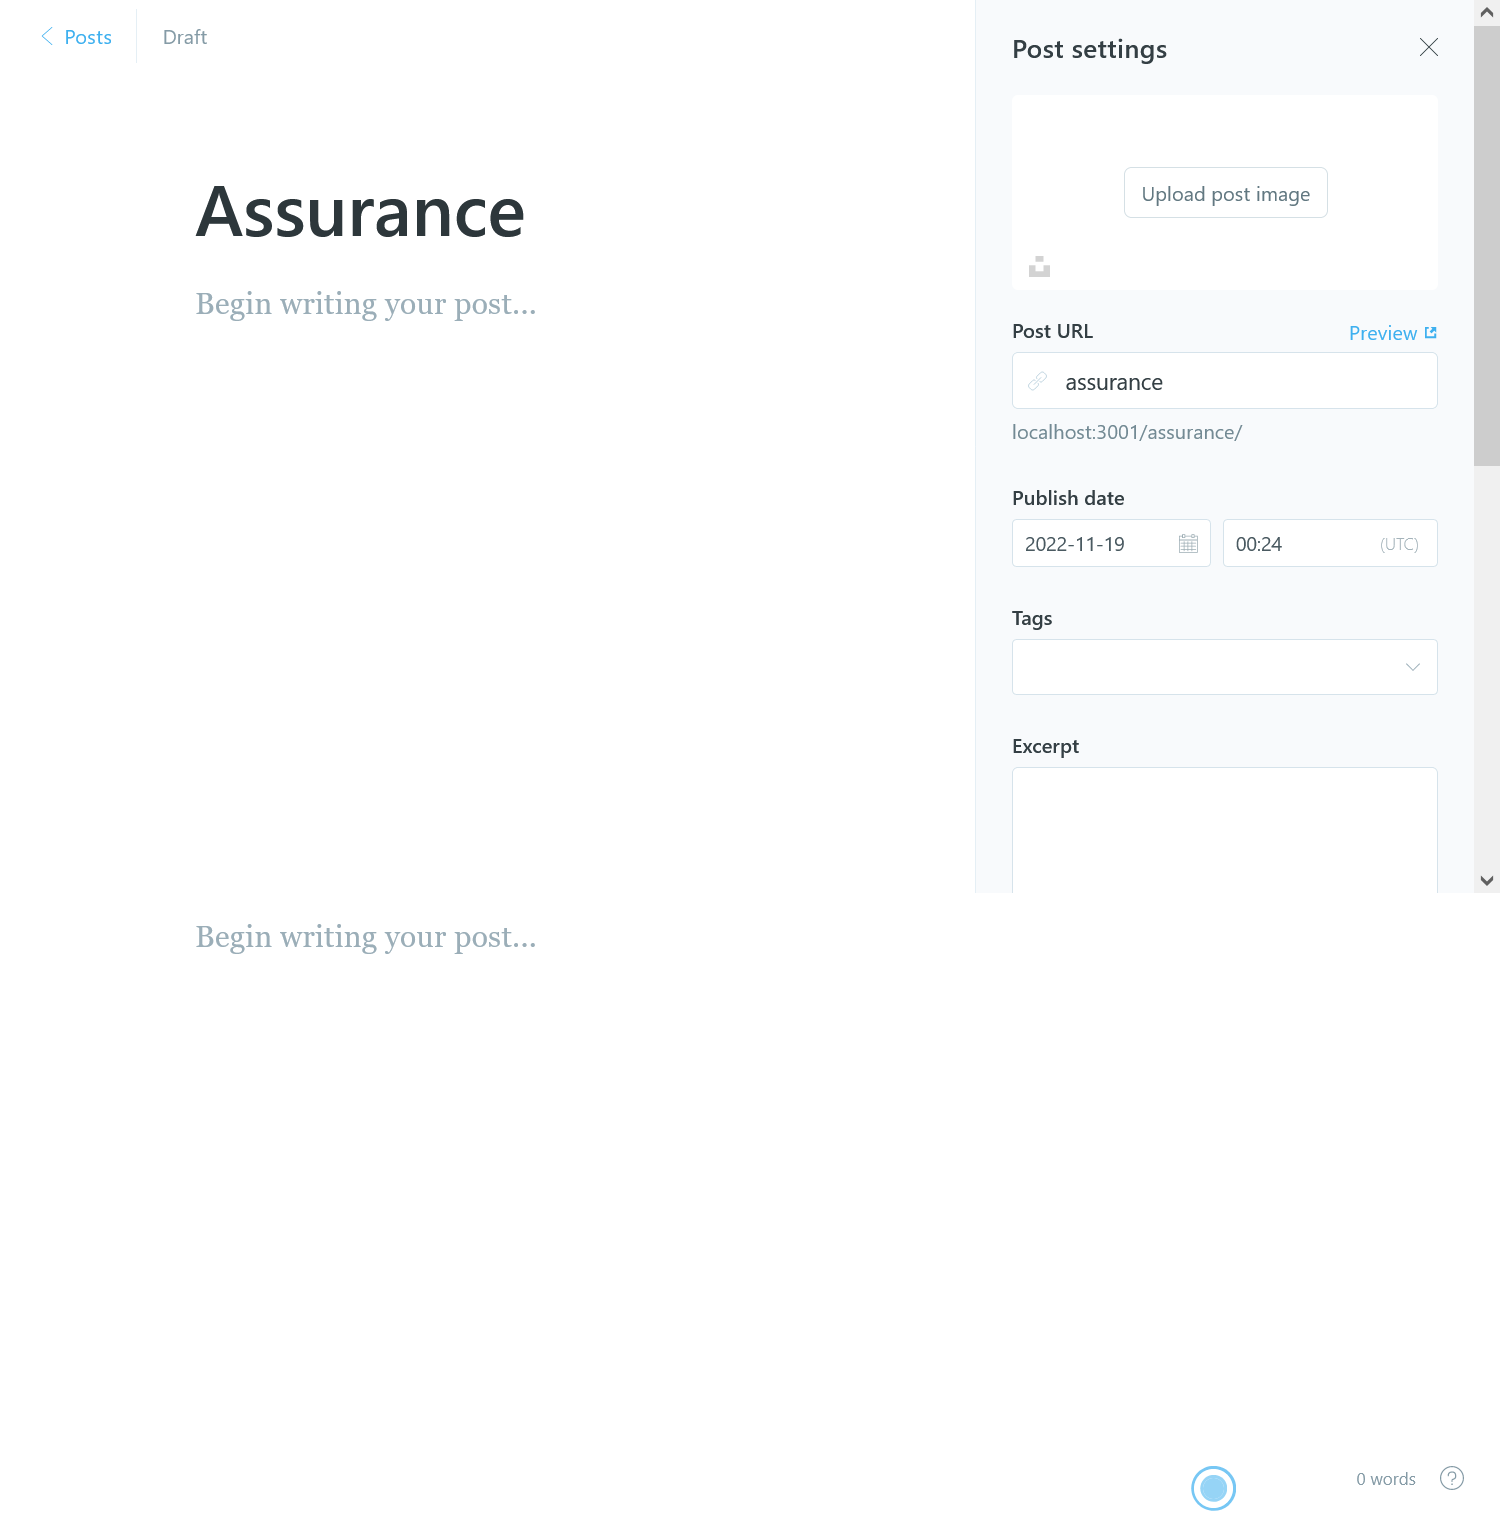 Posts
Draft
Post settings
Upload post image
Assurance
Begin writing your post...
Post URL
Preview
assurance
localhost:3001/assurance/
Publish date
2022-11-19
00:24
(UTC)
Tags
Excerpt
Begin writing your post...
0 words
?